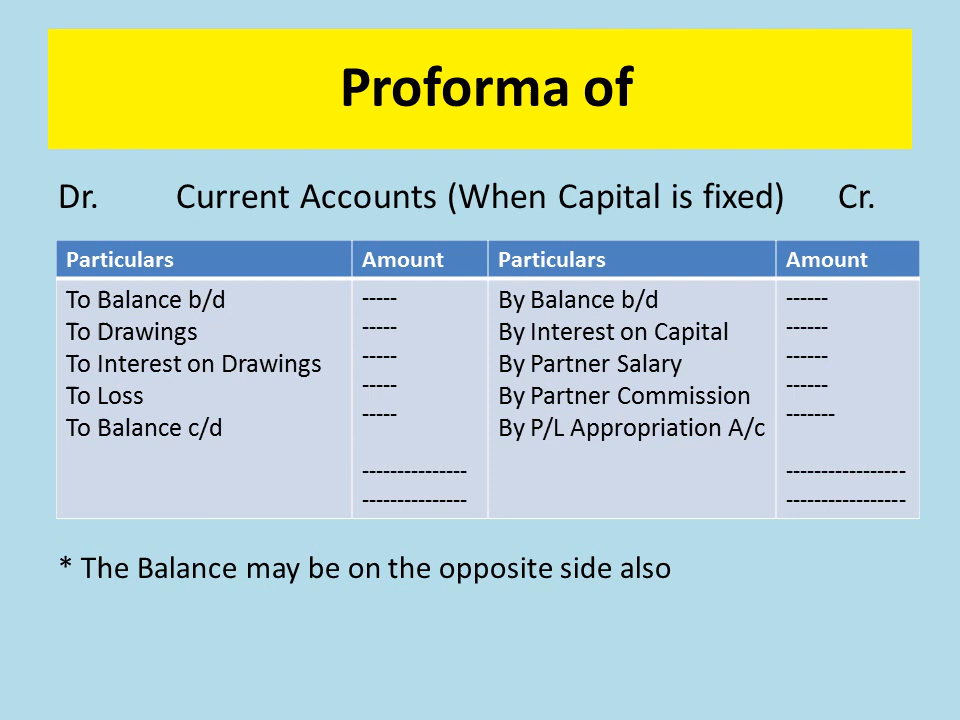 Proforma of
Dr. Current Accounts (When Capital is fixed) Cr.
Particulars Amount Particulars Amount
To Balance b/d ----- By Balance b/d ------
To Drawings ----- By Interest on Capital ------
To Interest on Drawings ----- By Partner Salary ------
To Loss ----- By Partner Commission ------
To Balance c/d ----- By P/L Appropriation A/c -------
--------------- -----------------
--------------- -----------------
* The Balance may be on the opposite side also